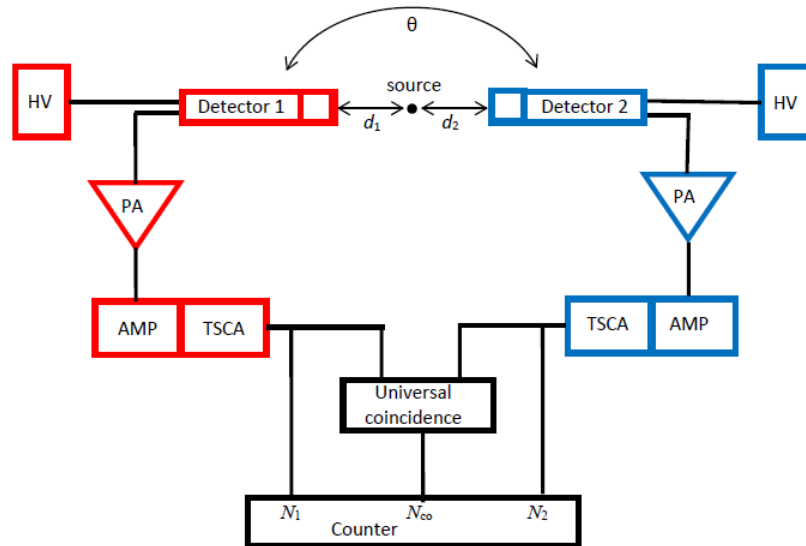 θ
source
HV
Detector 1
Detector 2
HV
d₁
d₂
PA
PA
AMP
TSCA
TSCA
AMP
Universal
coincidence
N₁
N_co
N₂
Counter